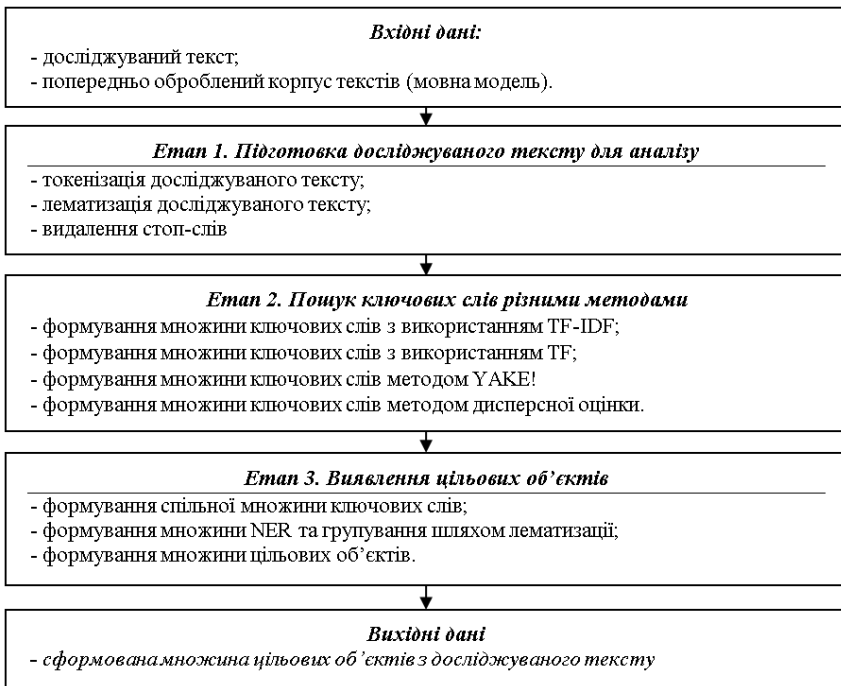 Вхідні дані:
- досліджуваний текст;
- попередньо оброблений корпус текстів (мовна модель).
Етап 1. Підготовка досліджуваного тексту для аналізу
- токенізація досліджуваного тексту;
- лематизація досліджуваного тексту;
- видалення стоп-слів
Етап 2. Пошук ключових слів різними методами
- формування множини ключових слів з використанням TF-IDF;
- формування множини ключових слів з використанням TF;
- формування множини ключових слів методом YAKE!
- формування множини ключових слів методом дисперсної оцінки.
Етап 3. Виявлення цільових об’єктів
- формування спільної множини ключових слів;
- формування множини NER та групування шляхом лематизації;
- формування множини цільових об’єктів.
Вихідні дані
- сформована множина цільових об’єктів з досліджуваного тексту